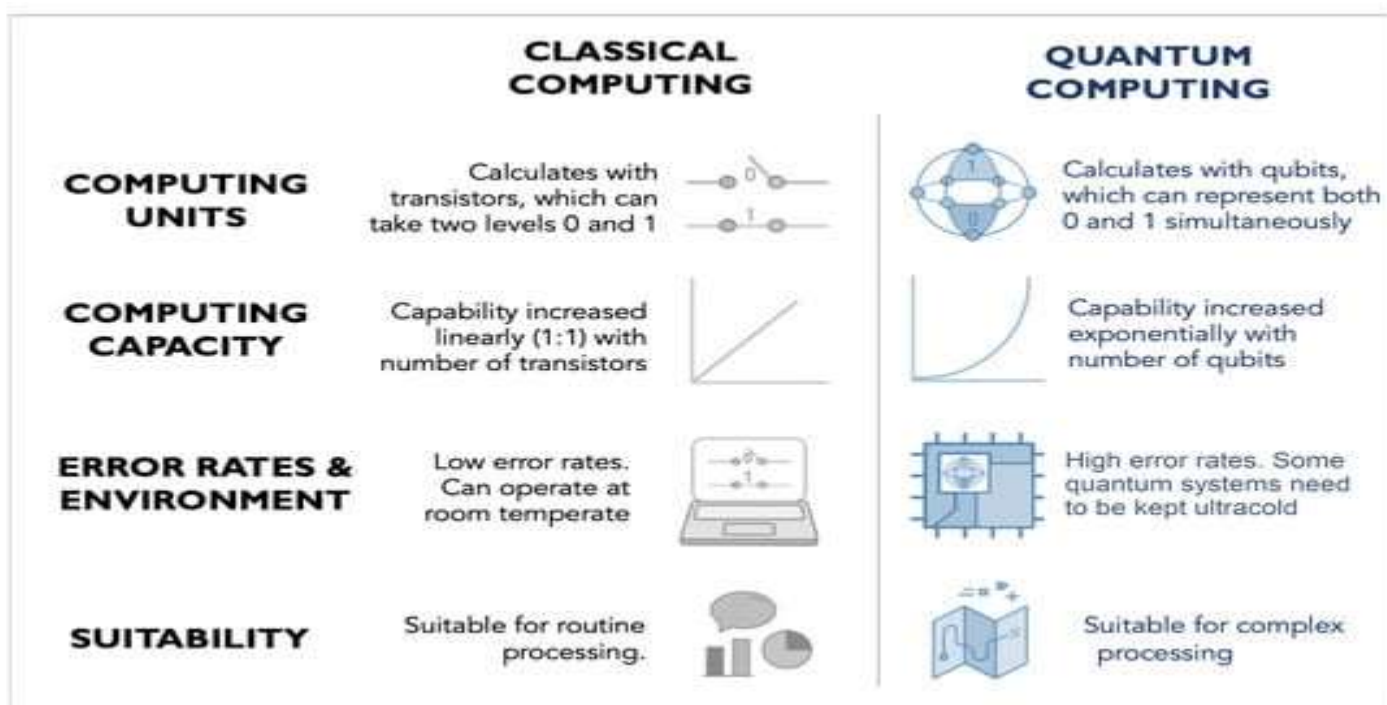 CLASSICAL
COMPUTING
QUANTUM
COMPUTING
COMPUTING
UNITS
Calculates with
transistors, which can
take two levels 0 and 1
0
1
1
0
Calculates with qubits,
which can represent both
0 and 1 simultaneously
COMPUTING
CAPACITY
Capability increased
linearly (1:1) with
number of transistors
Capability increased
exponentially with
number of qubits
ERROR RATES &
ENVIRONMENT
Low error rates.
Can operate at
room temperate
0
1
High error rates. Some
quantum systems need
to be kept ultracold
SUITABILITY
Suitable for routine
processing.
Suitable for complex
processing